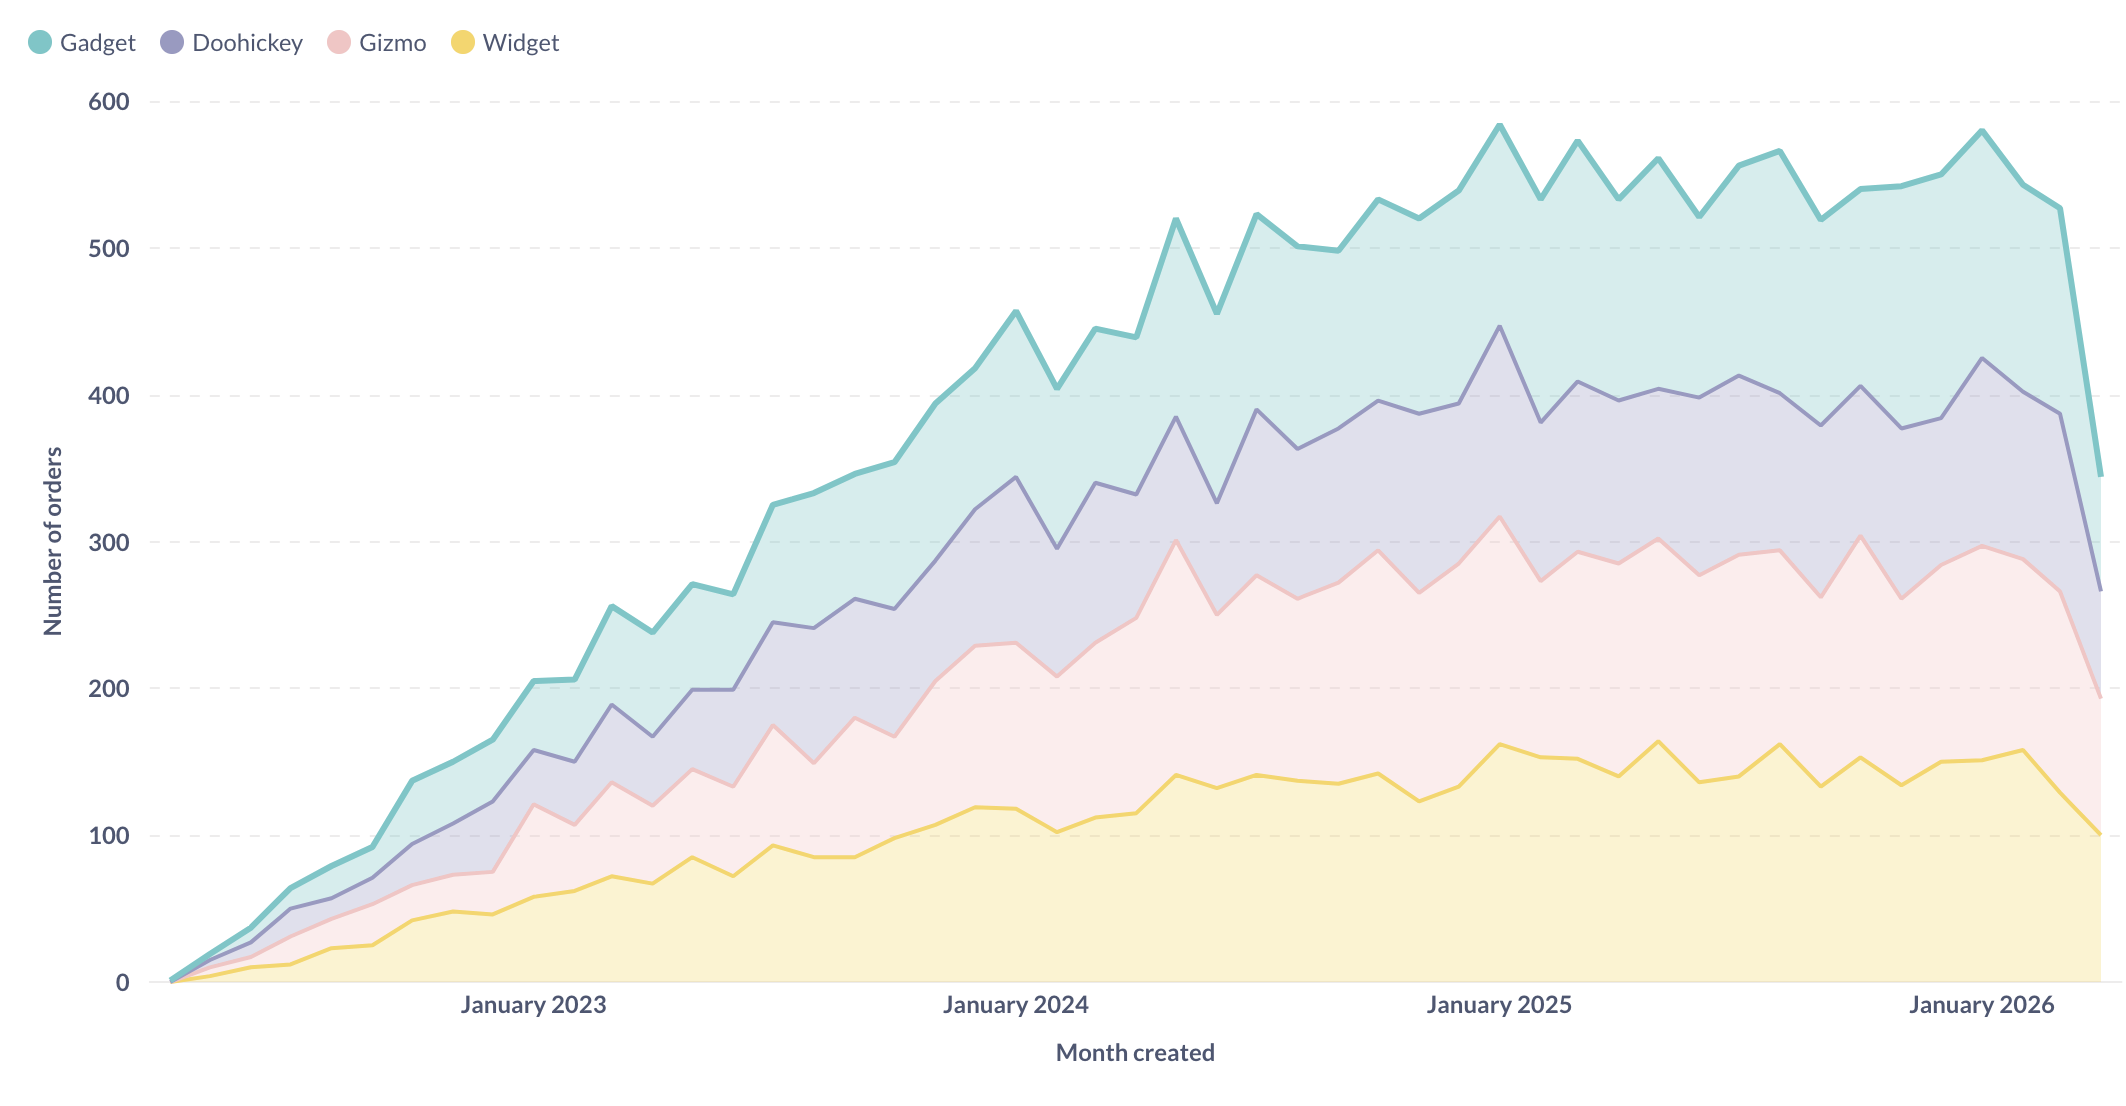 Gadget Doohickey Gizmo Widget
600
500
400
300
200
100
0
Number of orders
January 2023 January 2024 January 2025 January 2026
Month created